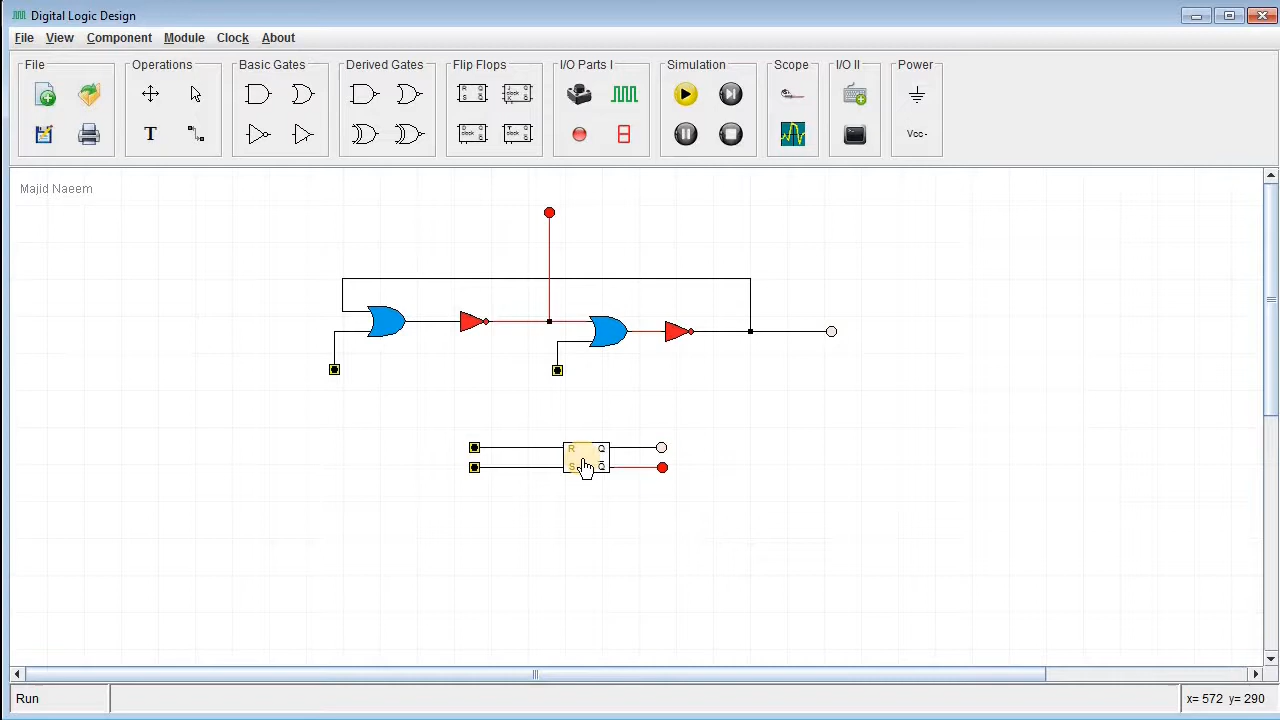 Digital Logic Design
File View Component Module Clock About
File Operations Basic Gates Derived Gates Flip Flops I/O Parts I Simulation Scope I/O II Power
T
Vcc-
Majid Naeem
R Q
S Q
Run
x= 572 y= 290